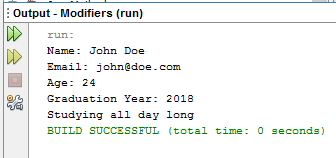 Output - Modifiers (run)
run:
Name: John Doe
Email: john@doe.com
Age: 24
Graduation Year: 2018
Studying all day long
BUILD SUCCESSFUL (total time: 0 seconds)